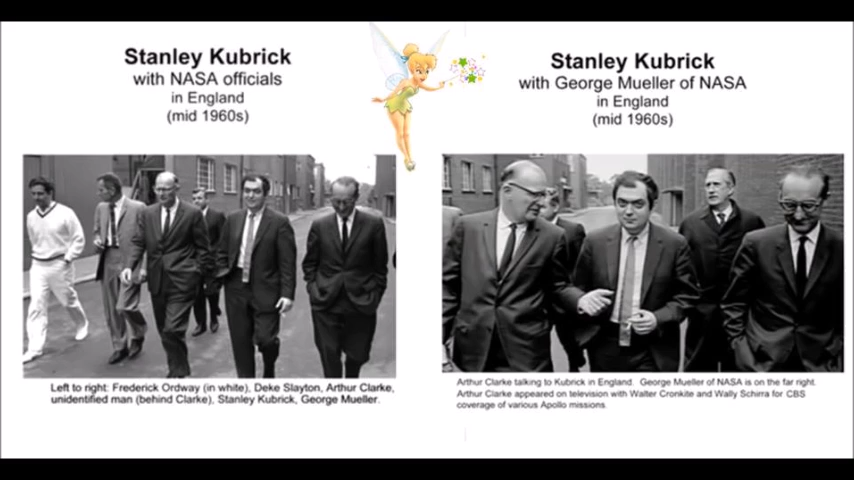 Stanley Kubrick
with NASA officials
in England
(mid 1960s)
Left to right: Frederick Ordway (in white), Deke Slayton, Arthur Clarke,
unidentified man (behind Clarke), Stanley Kubrick, George Mueller.
Stanley Kubrick
with George Mueller of NASA
in England
(mid 1960s)
Arthur Clarke talking to Kubrick in England. George Mueller of NASA is on the far right.
Arthur Clarke appeared on television with Walter Cronkite and Wally Schirra for CBS
coverage of various Apollo missions.